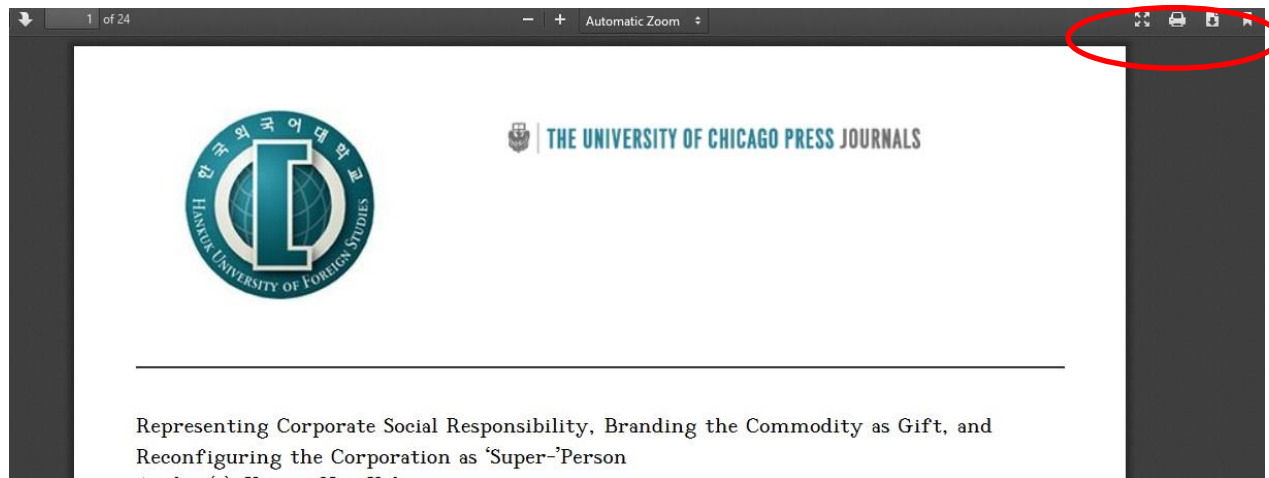 1 of 24 Automatic Zoom
한국외국어대학교
HANKUK UNIVERSITY OF FOREIGN STUDIES
THE UNIVERSITY OF CHICAGO PRESS JOURNALS
Representing Corporate Social Responsibility, Branding the Commodity as Gift, and
Reconfiguring the Corporation as ‘Super-’Person